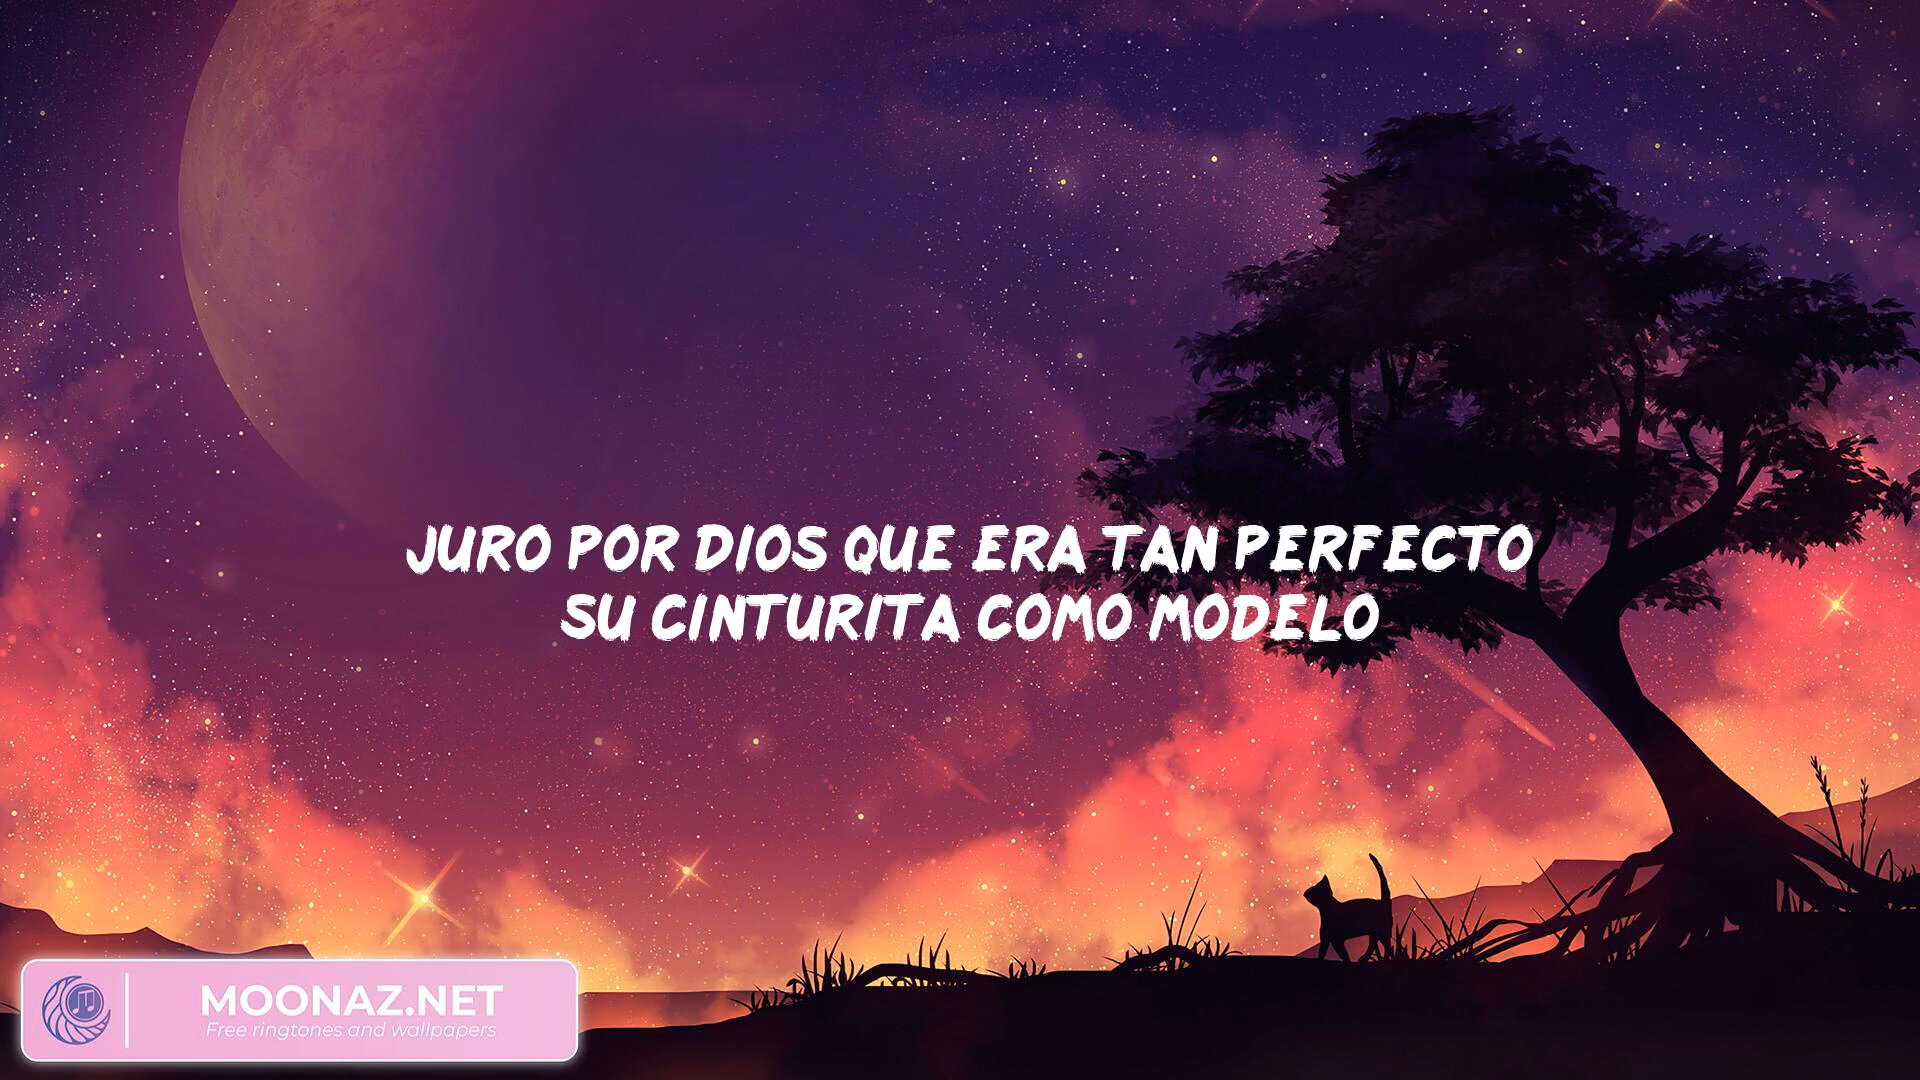 JURO POR DIOS QUE ERA TAN PERFECTO
SU CINTURITA COMO MODELO
MOONAZ.NET
Free ringtones and wallpapers